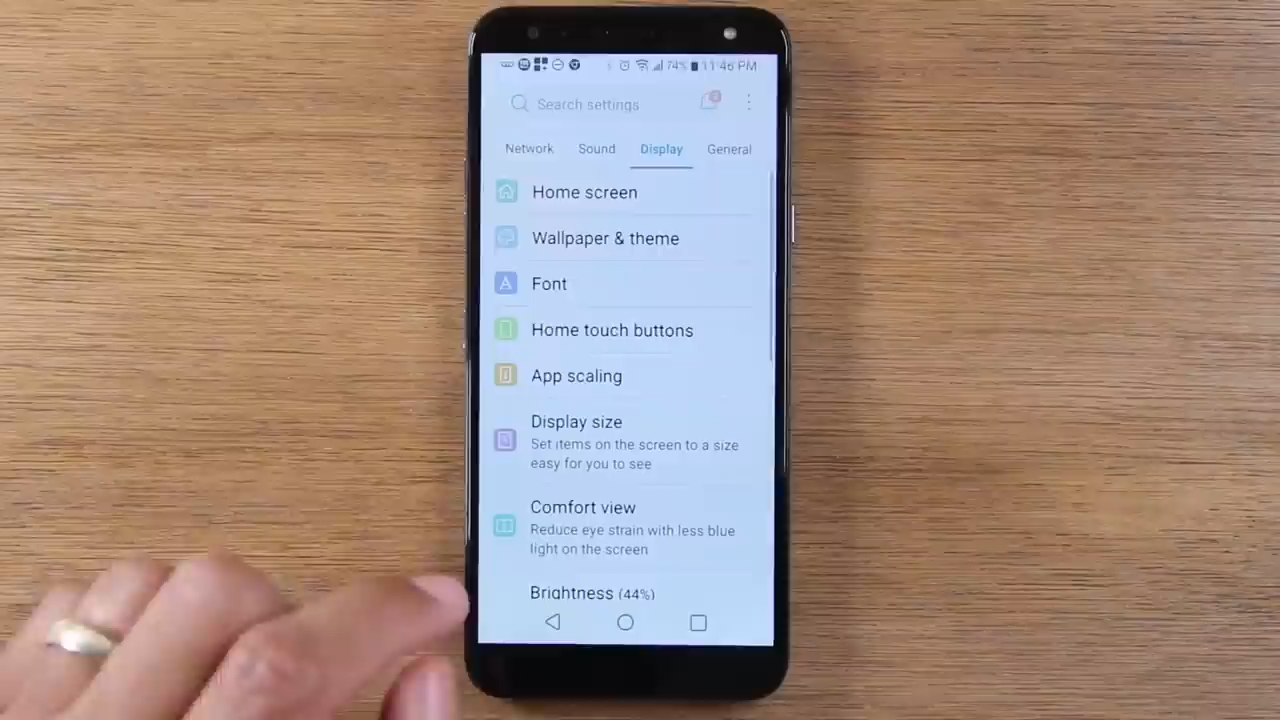 74% 11:46 PM
Search settings
Network Sound Display General
Home screen
Wallpaper & theme
Font
Home touch buttons
App scaling
Display size
Set items on the screen to a size
easy for you to see
Comfort view
Reduce eye strain with less blue
light on the screen
Brightness (44%)